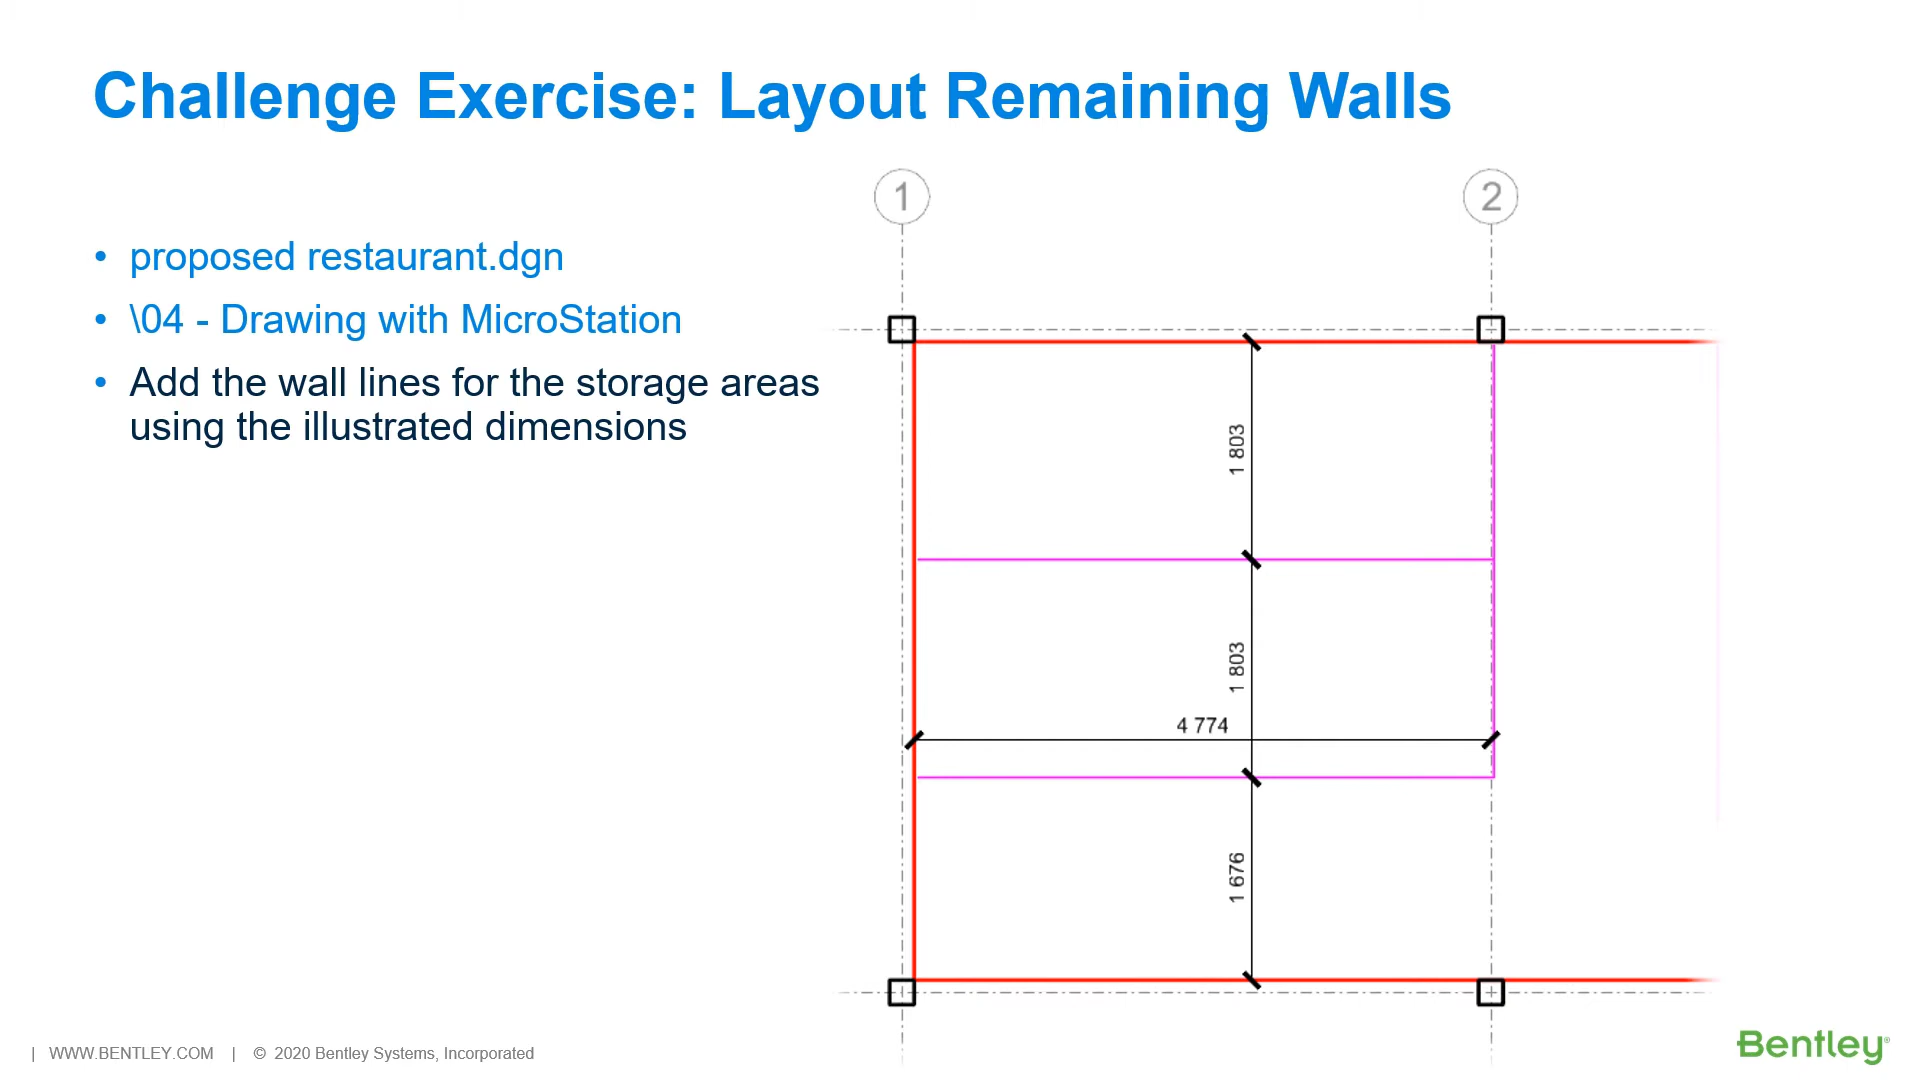 Challenge Exercise: Layout Remaining Walls
• proposed restaurant.dgn
• \04 - Drawing with MicroStation
• Add the wall lines for the storage areas
using the illustrated dimensions
1
2
1 803
1 803
4 774
1 676
| WWW.BENTLEY.COM | © 2020 Bentley Systems, Incorporated
Bentley®